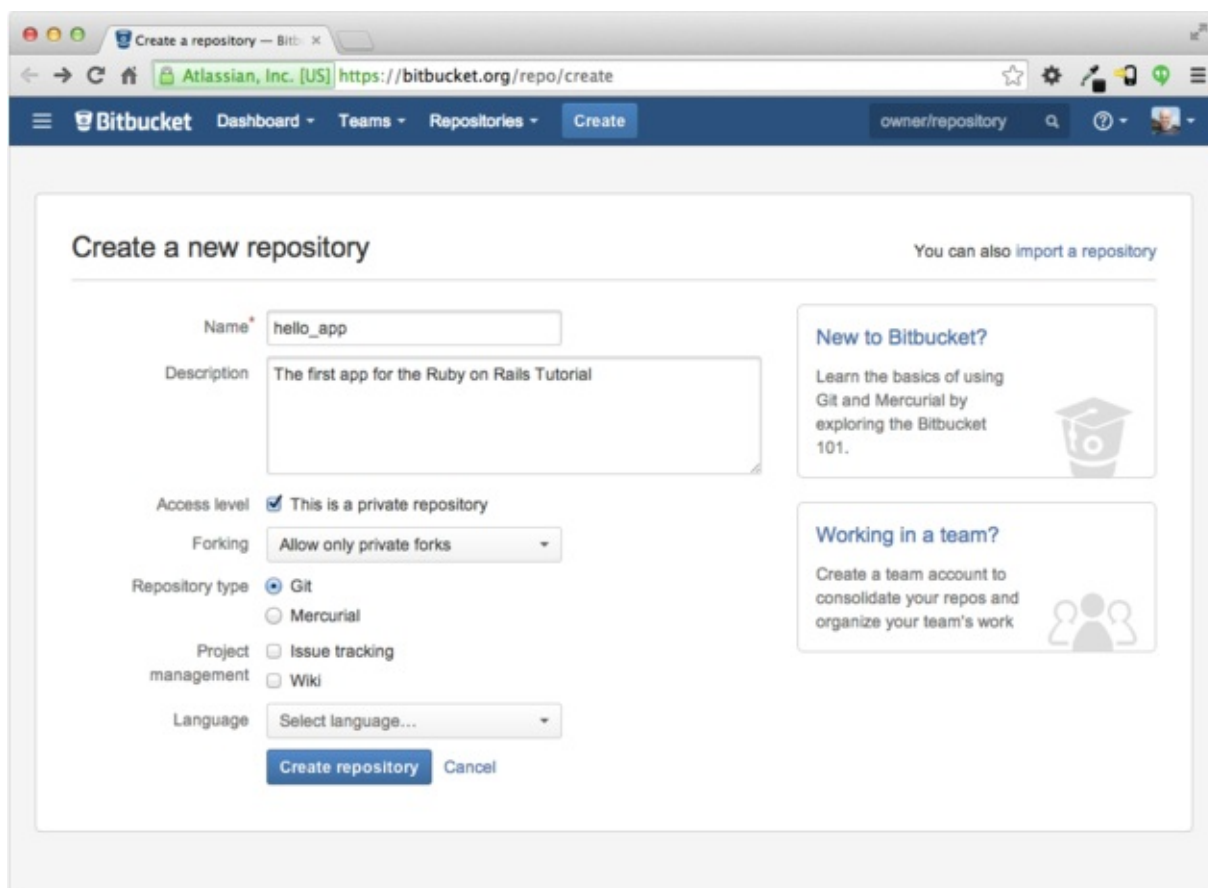 Create a repository — Bitb
Atlassian, Inc. [US] https://bitbucket.org/repo/create
Bitbucket Dashboard Teams Repositories Create owner/repository
Create a new repository
You can also import a repository
Name* hello_app
Description The first app for the Ruby on Rails Tutorial
Access level This is a private repository
Forking Allow only private forks
Repository type Git
Mercurial
Project management Issue tracking
Wiki
Language Select language...
Create repository Cancel
New to Bitbucket?
Learn the basics of using
Git and Mercurial by
exploring the Bitbucket
101.
Working in a team?
Create a team account to
consolidate your repos and
organize your team's work